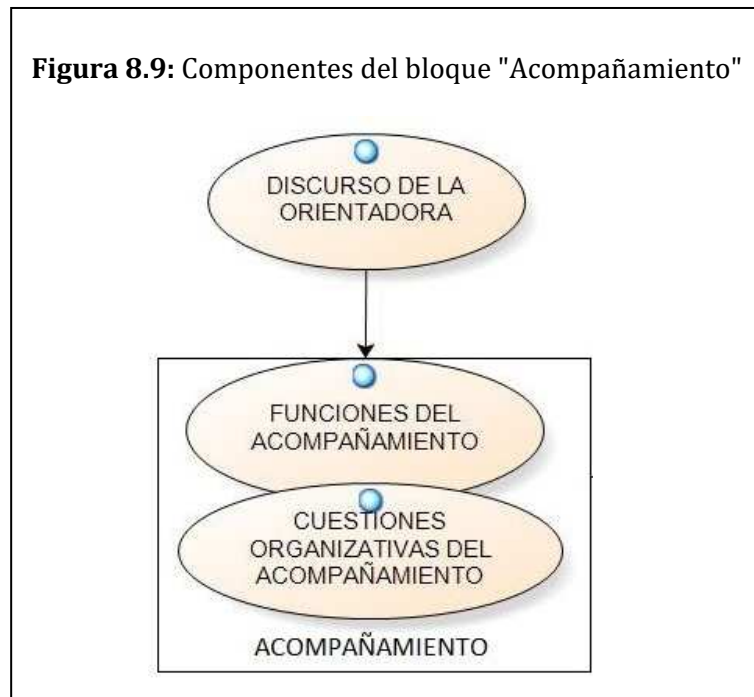 Figura 8.9: Componentes del bloque "Acompañamiento"
DISCURSO DE LA
ORIENTADORA
FUNCIONES DEL
ACOMPAÑAMIENTO
CUESTIONES
ORGANIZATIVAS DEL
ACOMPAÑAMIENTO
ACOMPAÑAMIENTO